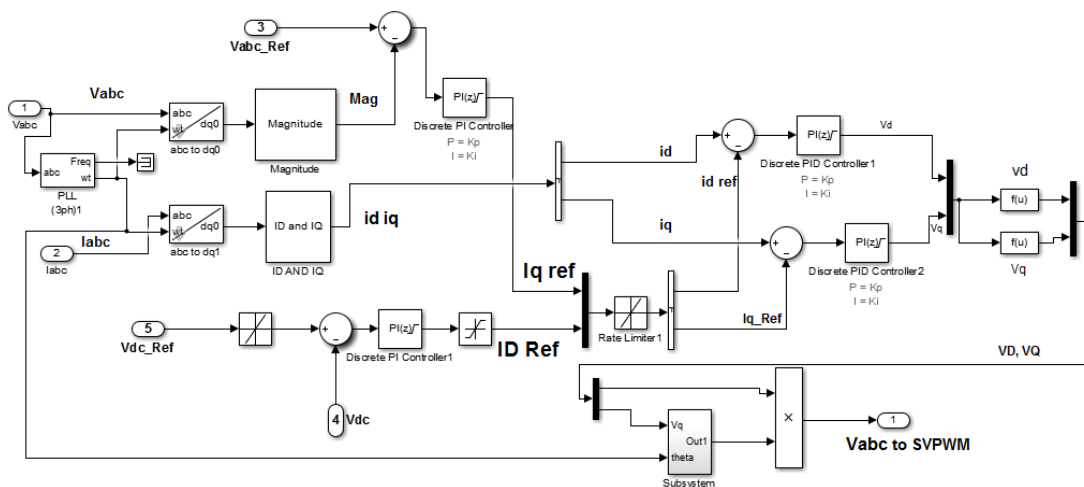 3
Vabc_Ref
+
−
1
Vabc
Vabc
abc
wt
dq0
abc to dq0
Magnitude
Magnitude
Mag
PI(z)
Discrete PI Controller
P = Kp
I = Ki
abc
Freq
wt
PLL
(3ph)1
2
Iabc
Iabc
abc
wt
dq0
abc to dq1
ID and IQ
ID AND IQ
id iq
id
+
−
id ref
PI(z)
Discrete PID Controller1
P = Kp
I = Ki
Vd
iq
+
−
Iq_Ref
PI(z)
Discrete PID Controller2
P = Kp
I = Ki
Vq
vd
f(u)
f(u)
Vq
Iq ref
5
Vdc_Ref
+
−
PI(z)
Discrete PI Controller1
ID Ref
Rate Limiter1
4
Vdc
VD, VQ
Vq
Out1
theta
Subsystem
×
1
Vabc to SVPWM